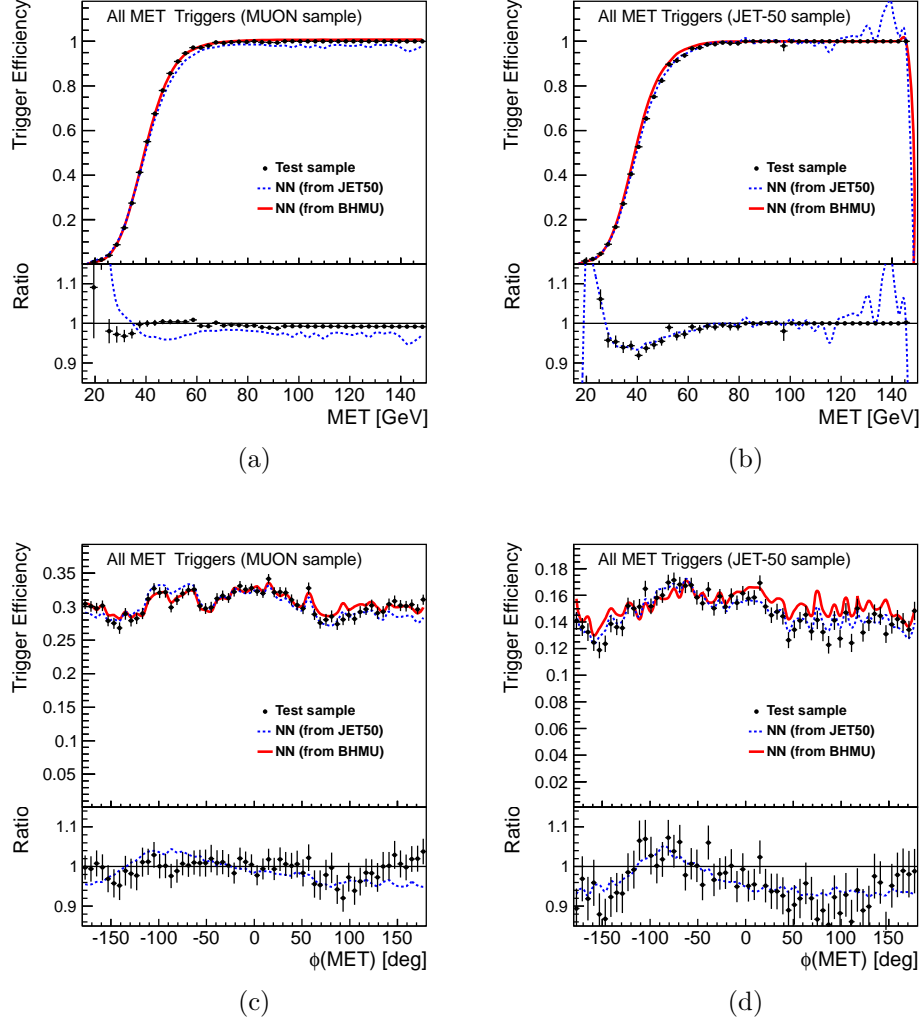 All MET Triggers (MUON sample)
Trigger Efficiency
1
0.8
0.6
0.4
0.2
Test sample
NN (from JET50)
NN (from BHMU)
Ratio
1.1
1
0.9
20 40 60 80 100 120 140
MET [GeV]
(a)
All MET Triggers (JET-50 sample)
Trigger Efficiency
1
0.8
0.6
0.4
0.2
Test sample
NN (from JET50)
NN (from BHMU)
Ratio
1.1
1
0.9
20 40 60 80 100 120 140
MET [GeV]
(b)
All MET Triggers (MUON sample)
Trigger Efficiency
0.35
0.3
0.25
0.2
0.15
0.1
0.05
Test sample
NN (from JET50)
NN (from BHMU)
Ratio
1.1
1
0.9
-150 -100 -50 0 50 100 150
ϕ(MET) [deg]
(c)
All MET Triggers (JET-50 sample)
Trigger Efficiency
0.18
0.16
0.14
0.12
0.1
0.08
0.06
0.04
0.02
Test sample
NN (from JET50)
NN (from BHMU)
Ratio
1.1
1
0.9
-150 -100 -50 0 50 100 150
ϕ(MET) [deg]
(d)